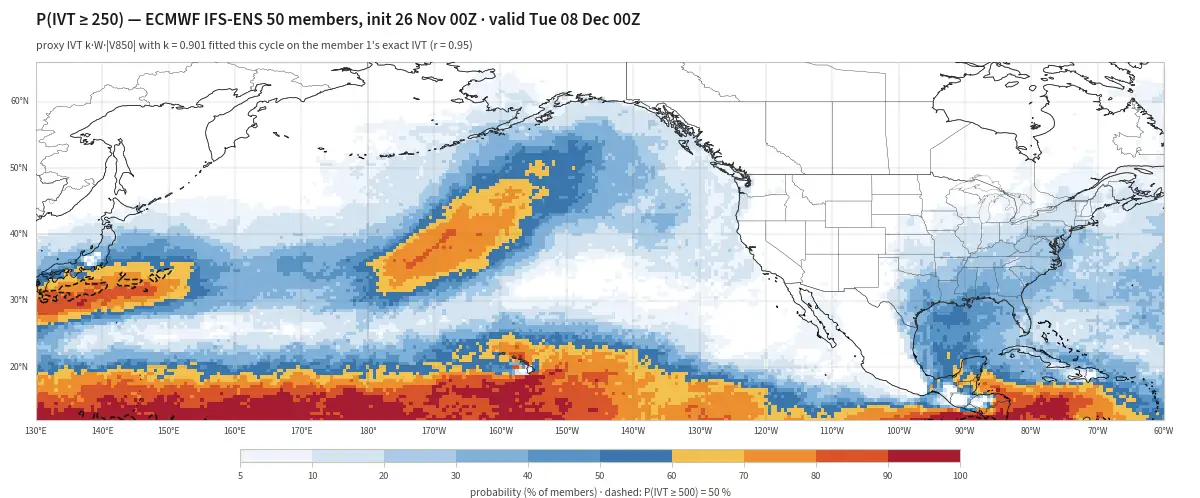 P(IVT ≥ 250) — ECMWF IFS-ENS 50 members, init 26 Nov 00Z · valid Tue 08 Dec 00Z
proxy IVT k·W·|V850| with k = 0.901 fitted this cycle on the member 1's exact IVT (r = 0.95)
60°N
50°N
40°N
30°N
20°N
130°E 140°E 150°E 160°E 170°E 180° 170°W 160°W 150°W 140°W 130°W 120°W 110°W 100°W 90°W 80°W 70°W 60°W
5 10 20 30 40 50 60 70 80 90 100
probability (% of members) · dashed: P(IVT ≥ 500) = 50 %